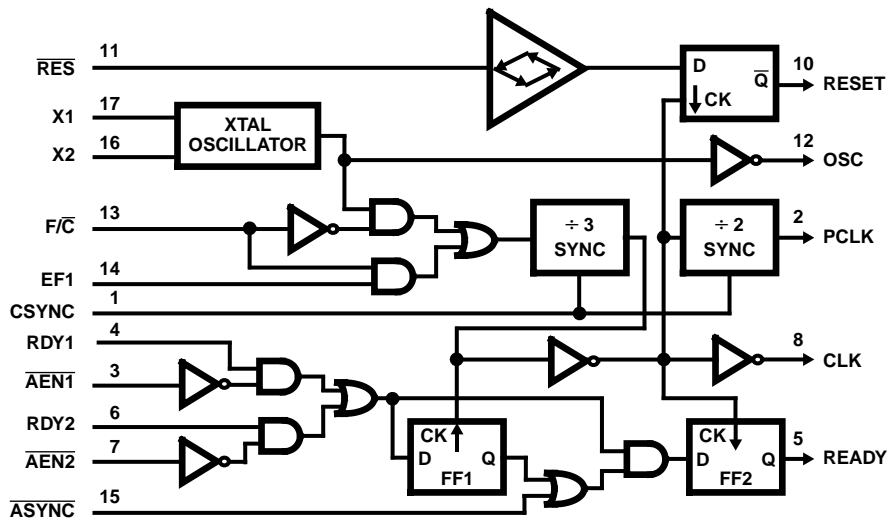 11
RES
17
X1
16
X2
XTAL
OSCILLATOR
D
Q
CK
10
RESET
12
OSC
13
F/C
÷ 3
SYNC
÷ 2
SYNC
2
PCLK
14
EF1
1
CSYNC
4
RDY1
3
AEN1
8
CLK
6
RDY2
7
AEN2
CK
D
Q
FF1
CK
D
Q
FF2
5
READY
15
ASYNC